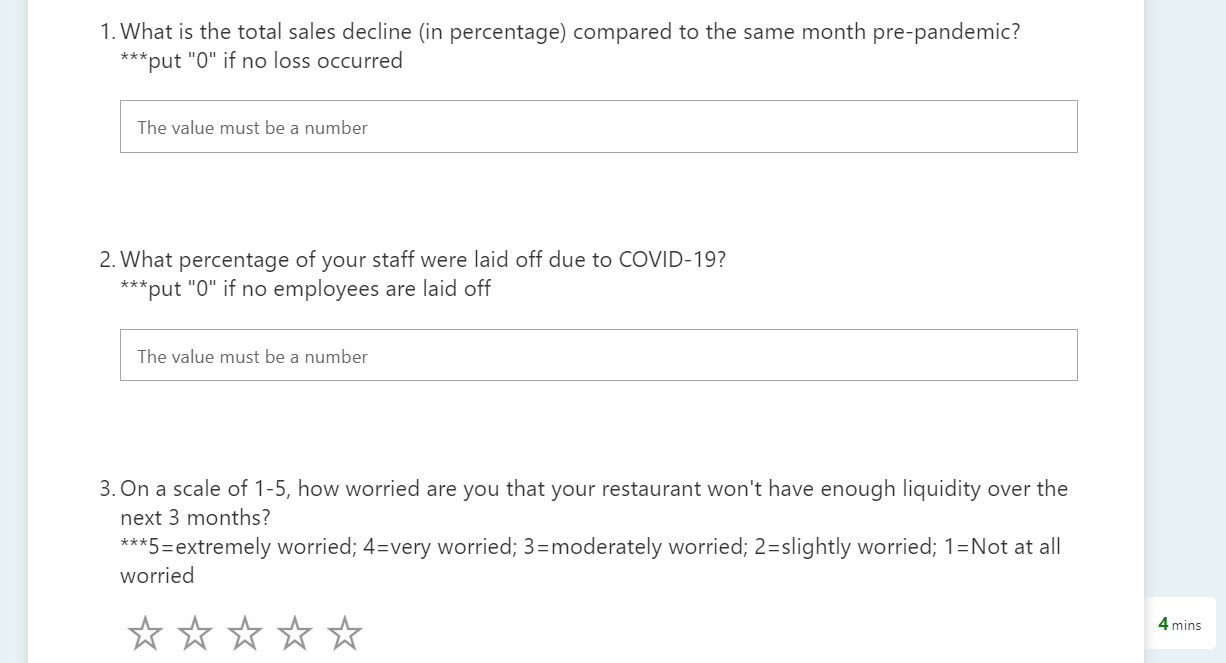 1. What is the total sales decline (in percentage) compared to the same month pre-pandemic?
***put "0" if no loss occurred
The value must be a number
2. What percentage of your staff were laid off due to COVID-19?
***put "0" if no employees are laid off
The value must be a number
3. On a scale of 1-5, how worried are you that your restaurant won't have enough liquidity over the
next 3 months?
***5=extremely worried; 4=very worried; 3=moderately worried; 2=slightly worried; 1=Not at all
worried
4 mins